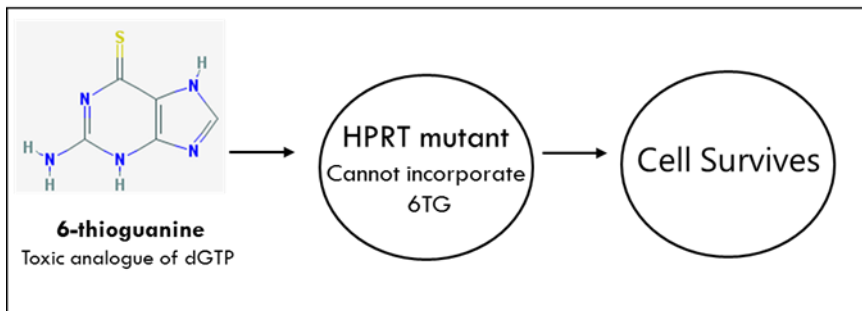 S
H
N
N
H
N
N
N
H
H
6-thioguanine
Toxic analogue of dGTP
HPRT mutant
Cannot incorporate
6TG
Cell Survives